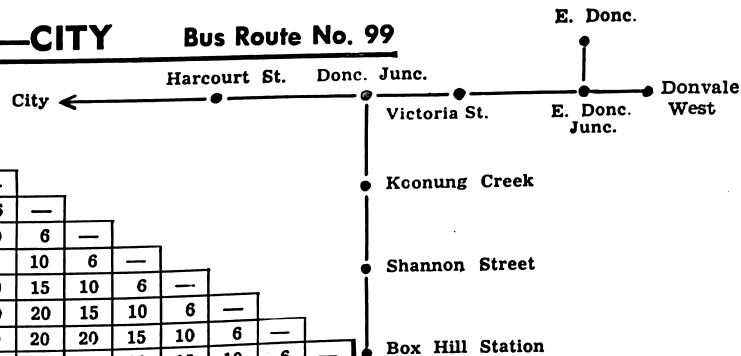 —CITY Bus Route No. 99
E. Donc.
Harcourt St. Donc. Junc.
City Donvale
Victoria St. E. Donc. West
Junc.
Koonung Creek
—
6 —
10 6 —
Shannon Street
15 10 6 —
20 15 10 6 —
20 20 15 10 6 —
Box Hill Station